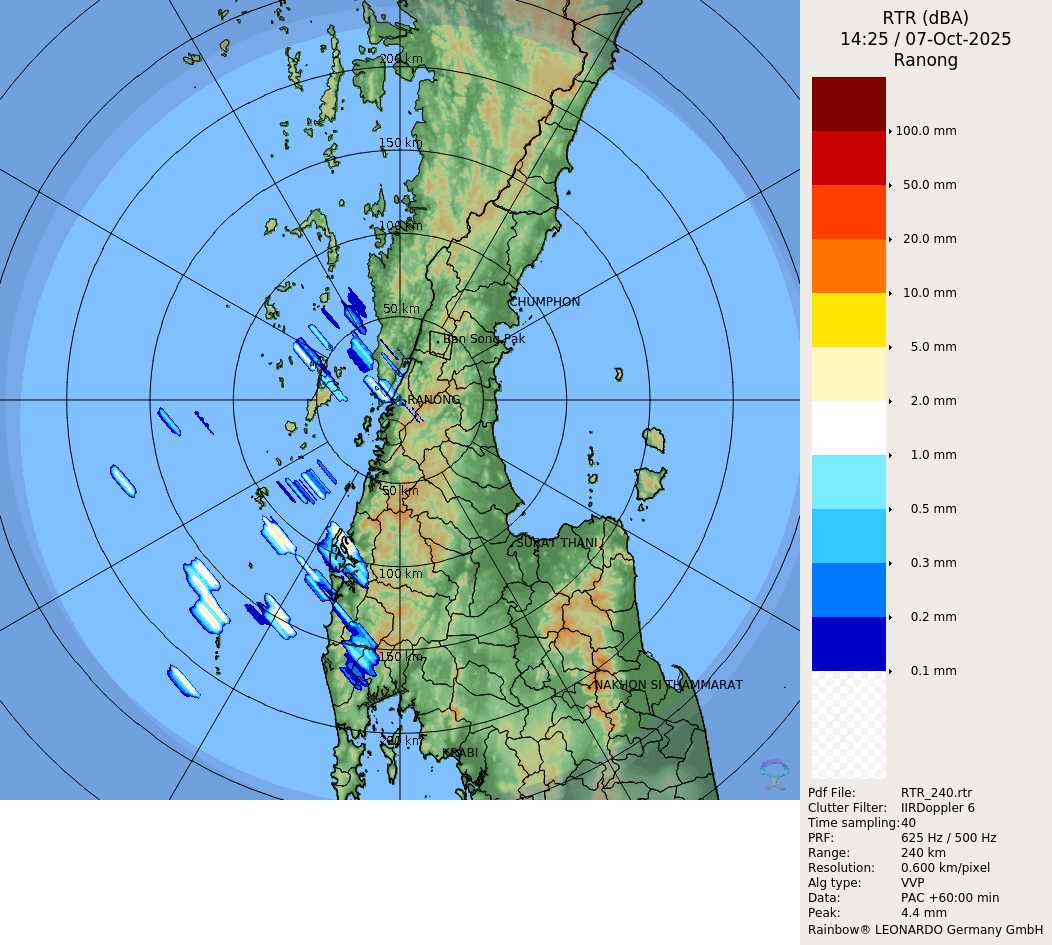 RTR (dBA)
14:25 / 07-Oct-2025
Ranong
200 km
150 km
100 km
50 km
CHUMPHON
Ban Song Pak
RANONG
50 km
SURAT THANI
100 km
150 km
NAKHON SI THAMMARAT
200 km
KRABI
100.0 mm
50.0 mm
20.0 mm
10.0 mm
5.0 mm
2.0 mm
1.0 mm
0.5 mm
0.3 mm
0.2 mm
0.1 mm
Pdf File: RTR_240.rtr
Clutter Filter: IIRDoppler 6
Time sampling:40
PRF: 625 Hz / 500 Hz
Range: 240 km
Resolution: 0.600 km/pixel
Alg type: VVP
Data: PAC +60:00 min
Peak: 4.4 mm
Rainbow® LEONARDO Germany GmbH